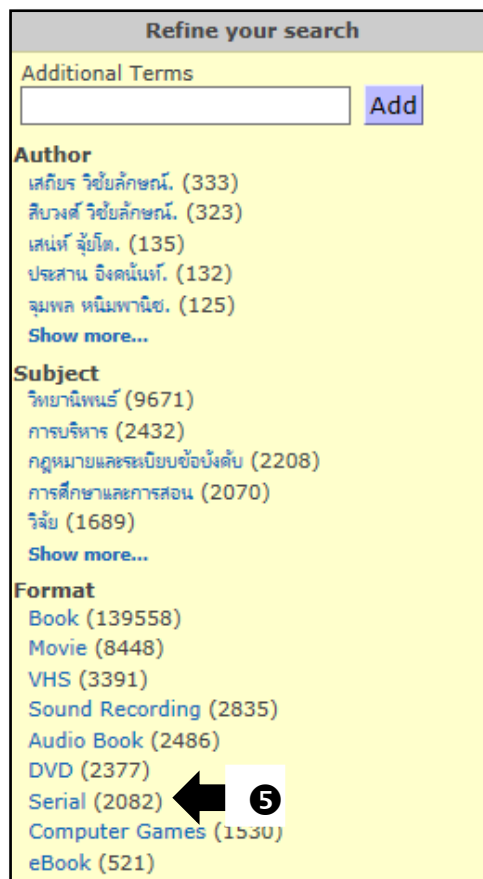 Refine your search
Additional Terms
Add
Author
เสถียร วิชัยลักษณ์. (333)
สืบวงศ์ วิชัยลักษณ์. (323)
เสน่ห์ จุ้ยโต. (135)
ประสาน อิงคนันท์. (132)
จุมพล หนิมพานิช. (125)
Show more...
Subject
วิทยานิพนธ์ (9671)
การบริหาร (2432)
กฎหมายและระเบียบข้อบังคับ (2208)
การศึกษาและการสอน (2070)
วิจัย (1689)
Show more...
Format
Book (139558)
Movie (8448)
VHS (3391)
Sound Recording (2835)
Audio Book (2486)
DVD (2377)
Serial (2082) ❺
Computer Games (1530)
eBook (521)